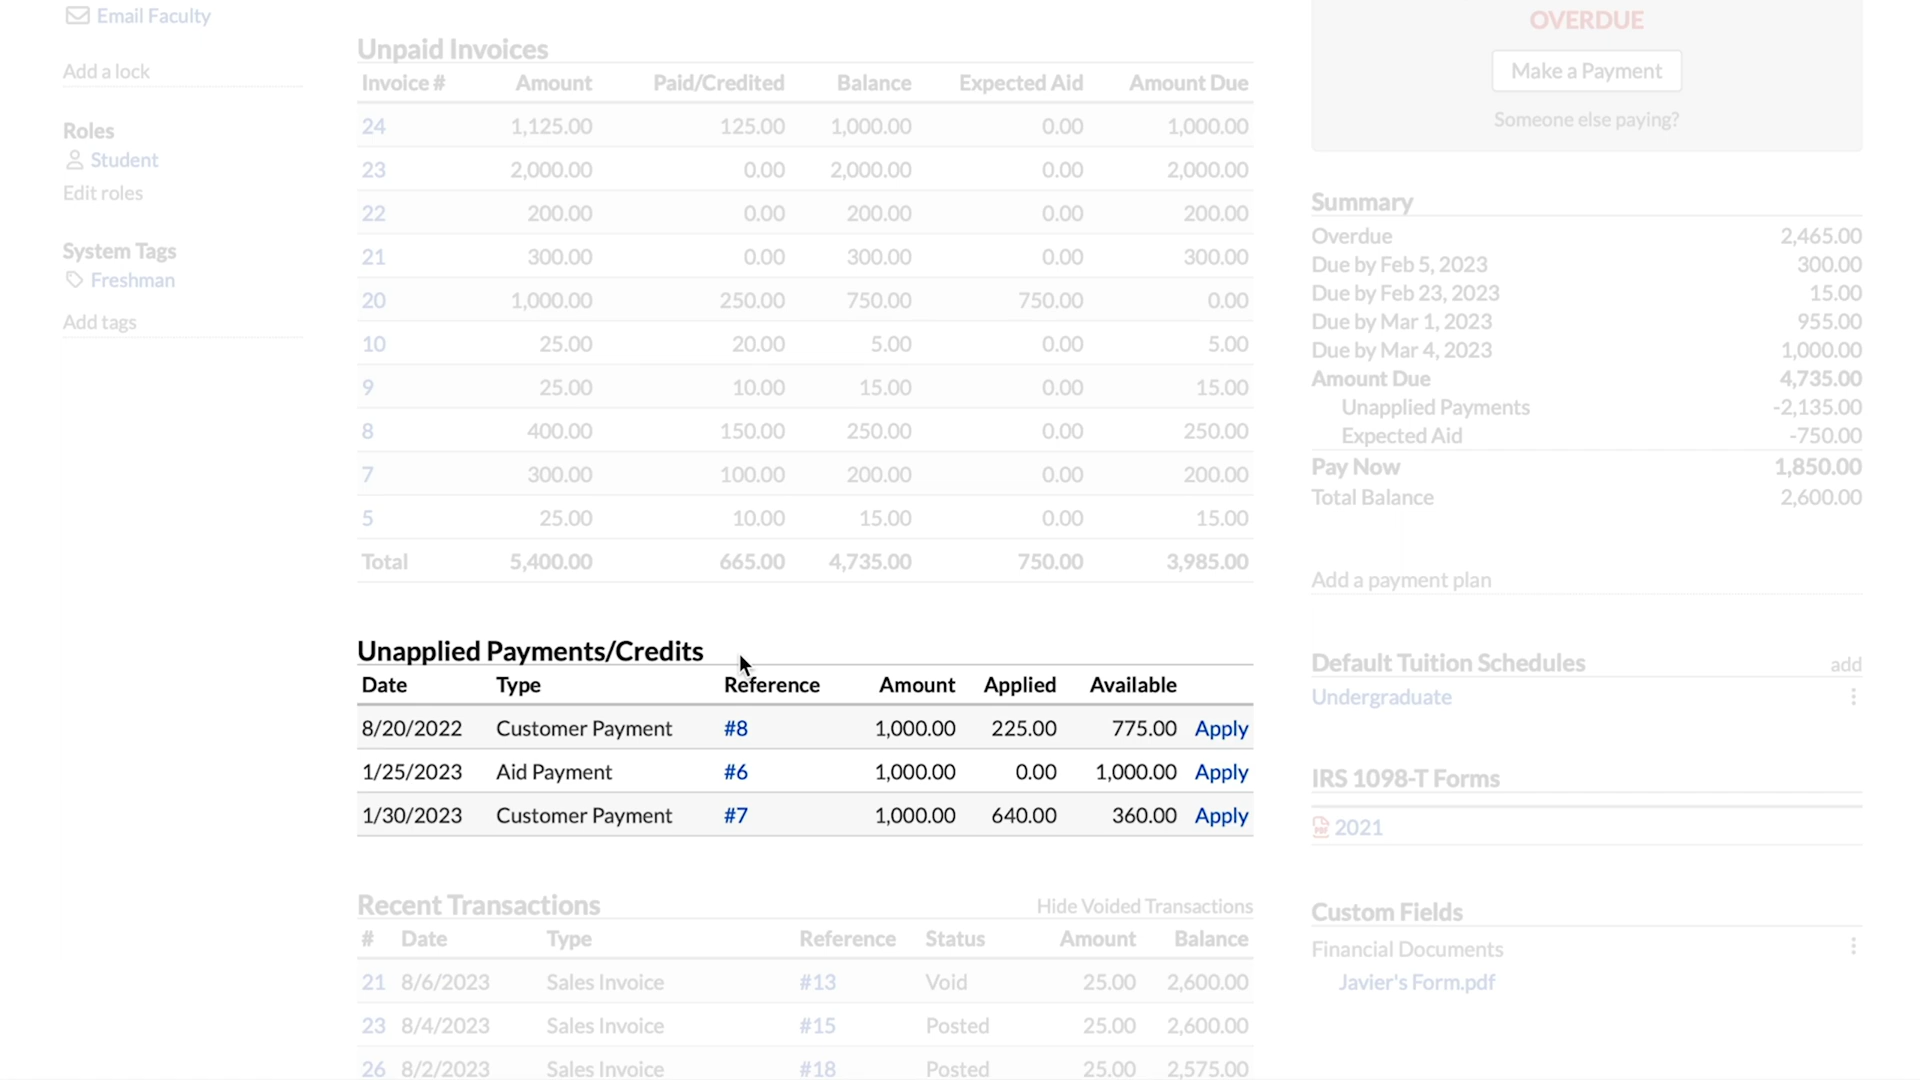 Email Faculty
Add a lock
Roles
Student
Edit roles
System Tags
Freshman
Add tags
Unpaid Invoices
Invoice # Amount Paid/Credited Balance Expected Aid Amount Due
24 1,125.00 125.00 1,000.00 0.00 1,000.00
23 2,000.00 0.00 2,000.00 0.00 2,000.00
22 200.00 0.00 200.00 0.00 200.00
21 300.00 0.00 300.00 0.00 300.00
20 1,000.00 250.00 750.00 750.00 0.00
10 25.00 20.00 5.00 0.00 5.00
9 25.00 10.00 15.00 0.00 15.00
8 400.00 150.00 250.00 0.00 250.00
7 300.00 100.00 200.00 0.00 200.00
5 25.00 10.00 15.00 0.00 15.00
Total 5,400.00 665.00 4,735.00 750.00 3,985.00
Unapplied Payments/Credits
Date Type Reference Amount Applied Available
8/20/2022 Customer Payment #8 1,000.00 225.00 775.00 Apply
1/25/2023 Aid Payment #6 1,000.00 0.00 1,000.00 Apply
1/30/2023 Customer Payment #7 1,000.00 640.00 360.00 Apply
Recent Transactions Hide Voided Transactions
# Date Type Reference Status Amount Balance
21 8/6/2023 Sales Invoice #13 Void 25.00 2,600.00
23 8/4/2023 Sales Invoice #15 Posted 25.00 2,600.00
26 8/2/2023 Sales Invoice #18 Posted 25.00 2,575.00
OVERDUE
Make a Payment
Someone else paying?
Summary
Overdue 2,465.00
Due by Feb 5, 2023 300.00
Due by Feb 23, 2023 15.00
Due by Mar 1, 2023 955.00
Due by Mar 4, 2023 1,000.00
Amount Due 4,735.00
Unapplied Payments -2,135.00
Expected Aid -750.00
Pay Now 1,850.00
Total Balance 2,600.00
Add a payment plan
Default Tuition Schedules add
Undergraduate
IRS 1098-T Forms
2021
Custom Fields
Financial Documents
Javier's Form.pdf